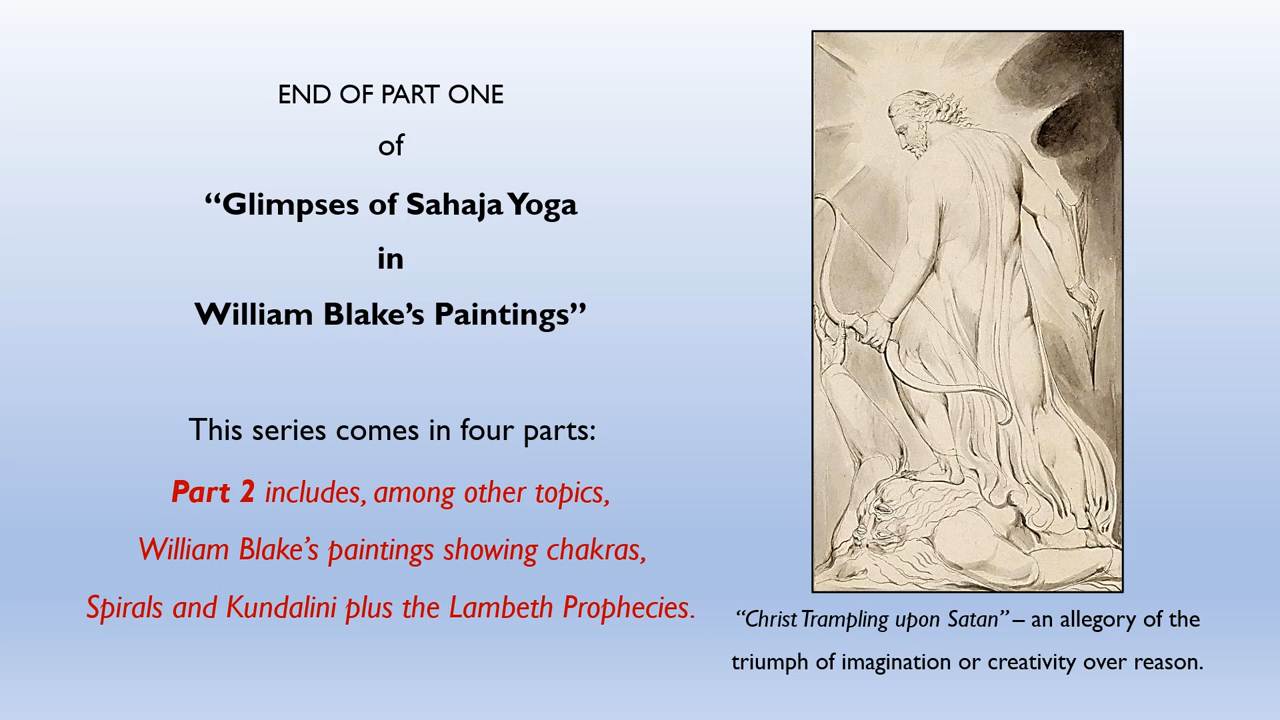 END OF PART ONE
of
“Glimpses of Sahaja Yoga
in
William Blake’s Paintings”
This series comes in four parts:
Part 2 includes, among other topics,
William Blake’s paintings showing chakras,
Spirals and Kundalini plus the Lambeth Prophecies.
“Christ Trampling upon Satan” – an allegory of the
triumph of imagination or creativity over reason.